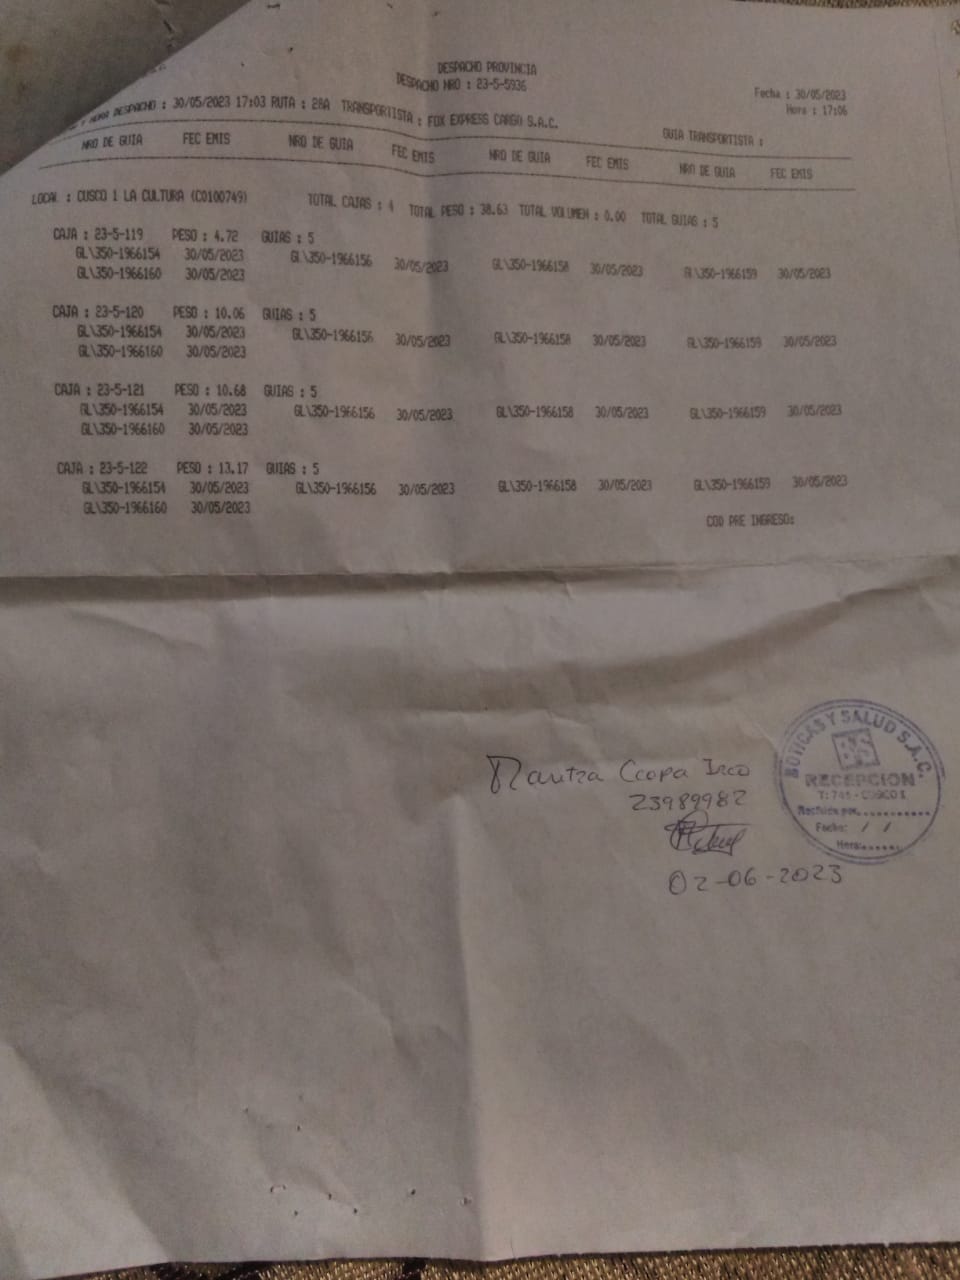 DESPACHO PROVINCIA
DESPACHO NRO : 23-5-5936
Fecha : 30/05/2023
Hora : 17:06
Y HORA DESPACHO : 30/05/2023 17:03 RUTA : 28A TRANSPORTISTA : FOX EXPRESS CARGO S.A.C.
GUIA TRANSPORTISTA :
NRO DE GUIA FEC EMIS NRO DE GUIA FEC EMIS NRO DE GUIA FEC EMIS NRO DE GUIA FEC EMIS
LOCAL : CUSCO 1 LA CULTURA (C0100749) TOTAL CAJAS : 4 TOTAL PESO : 38.63 TOTAL VOLUMEN : 0.00 TOTAL GUIAS : 5
CAJA : 23-5-119 PESO : 4.72 GUIAS : 5
GL\350-1966154 30/05/2023 GL\350-1966156 30/05/2023 GL\350-1966158 30/05/2023 GL\350-1966159 30/05/2023
GL\350-1966160 30/05/2023
CAJA : 23-5-120 PESO : 10.06 GUIAS : 5
GL\350-1966154 30/05/2023 GL\350-1966156 30/05/2023 GL\350-1966158 30/05/2023 GL\350-1966159 30/05/2023
GL\350-1966160 30/05/2023
CAJA : 23-5-121 PESO : 10.68 GUIAS : 5
GL\350-1966154 30/05/2023 GL\350-1966156 30/05/2023 GL\350-1966158 30/05/2023 GL\350-1966159 30/05/2023
GL\350-1966160 30/05/2023
CAJA : 23-5-122 PESO : 13.17 GUIAS : 5
GL\350-1966154 30/05/2023 GL\350-1966156 30/05/2023 GL\350-1966158 30/05/2023 GL\350-1966159 30/05/2023
GL\350-1966160 30/05/2023
COD PRE INGRESO:
BOTICAS Y SALUD S.A.C.
RECEPCION
T: 745 - CUSCO 1
Recibido por:............
Fecha: / /
Hora:.......
Maritza Ccopa Inco
23989982
02-06-2023